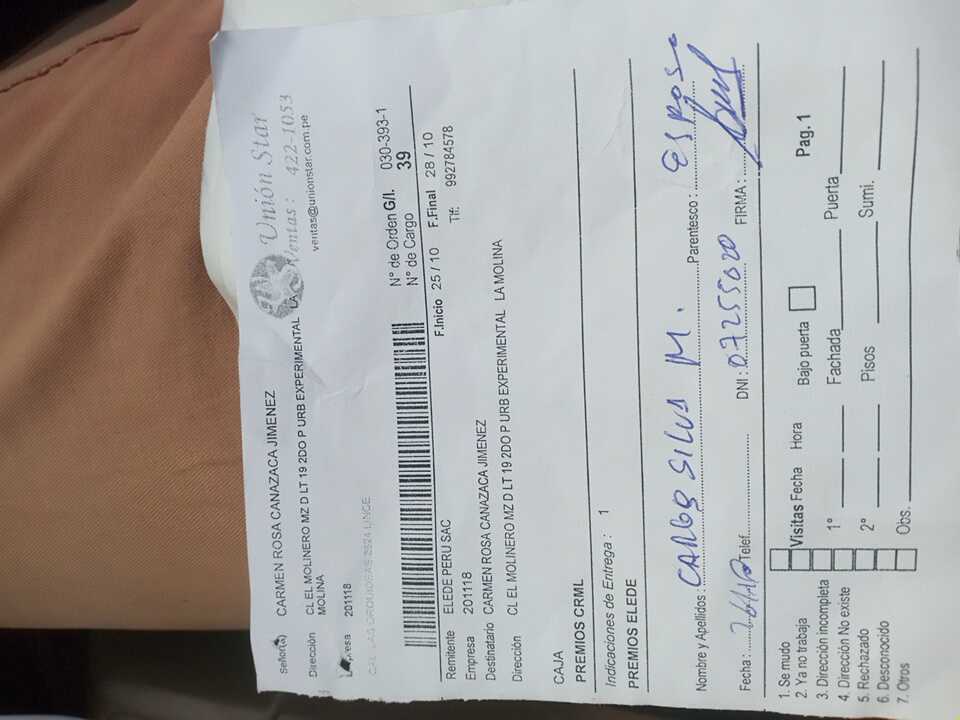 Unión Star
Ventas : 422-1053
ventas@unionstar.com.pe
Señor(a) CARMEN ROSA CANAZACA JIMENEZ
Dirección CL EL MOLINERO MZ D LT 19 2DO P URB EXPERIMENTAL LA
MOLINA
201118
N° de Orden G/I. 030-393-1
N° de Cargo 39
F.Inicio 25 / 10 F.Final 28 / 10
Remitente ELEDE PERU SAC Tlf: 992784578
Empresa 201118
Destinatario CARMEN ROSA CANAZACA JIMENEZ
Dirección CL EL MOLINERO MZ D LT 19 2DO P URB EXPERIMENTAL LA MOLINA
CAJA
PREMIOS CRML
Indicaciones de Entrega : 1
PREMIOS ELEDE
Nombre y Apellidos : CARLOS SILVA M. Parentesco : ESPOSO
Fecha : Telef. DNI : 07255020 FIRMA :
1. Se mudo Visitas Fecha Hora Bajo puerta Pag. 1
2. Ya no trabaja
3. Dirección incompleta 1° Fachada Puerta
4. Dirección No existe
5. Rechazado 2° Pisos Sumi.
6. Desconocido
7. Otros Obs.